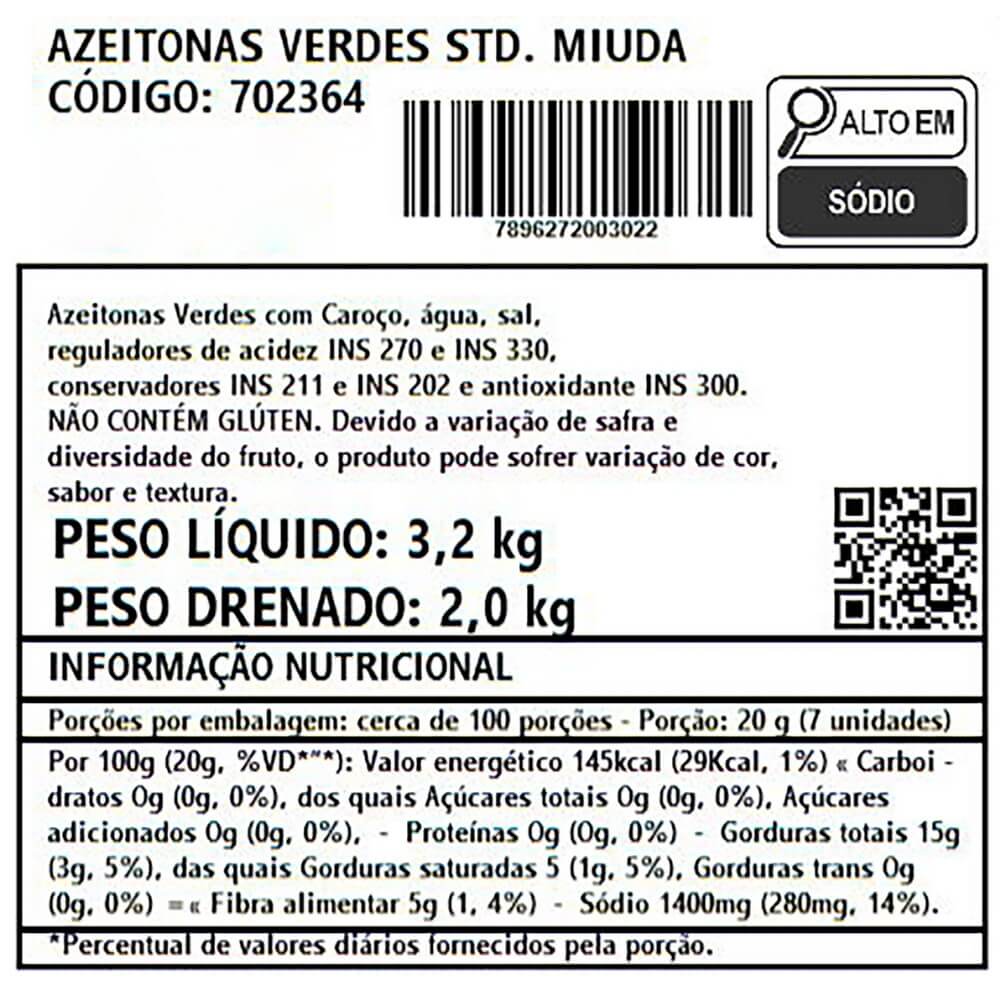 AZEITONAS VERDES STD. MIUDA
CÓDIGO: 702364
ALTO EM
SÓDIO
7896272003022
Azeitonas Verdes com Caroço, água, sal,
reguladores de acidez INS 270 e INS 330,
conservadores INS 211 e INS 202 e antioxidante INS 300.
NÃO CONTÉM GLÚTEN. Devido a variação de safra e
diversidade do fruto, o produto pode sofrer variação de cor,
sabor e textura.
PESO LÍQUIDO: 3,2 kg
PESO DRENADO: 2,0 kg
INFORMAÇÃO NUTRICIONAL
Porções por embalagem: cerca de 100 porções - Porção: 20 g (7 unidades)
Por 100g (20g, %VD*"*): Valor energético 145kcal (29Kcal, 1%) « Carboi -
dratos 0g (0g, 0%), dos quais Açúcares totais 0g (0g, 0%), Açúcares
adicionados 0g (0g, 0%), - Proteínas 0g (0g, 0%) - Gorduras totais 15g
(3g, 5%), das quais Gorduras saturadas 5 (1g, 5%), Gorduras trans 0g
(0g, 0%) =« Fibra alimentar 5g (1, 4%) - Sódio 1400mg (280mg, 14%).
*Percentual de valores diários fornecidos pela porção.